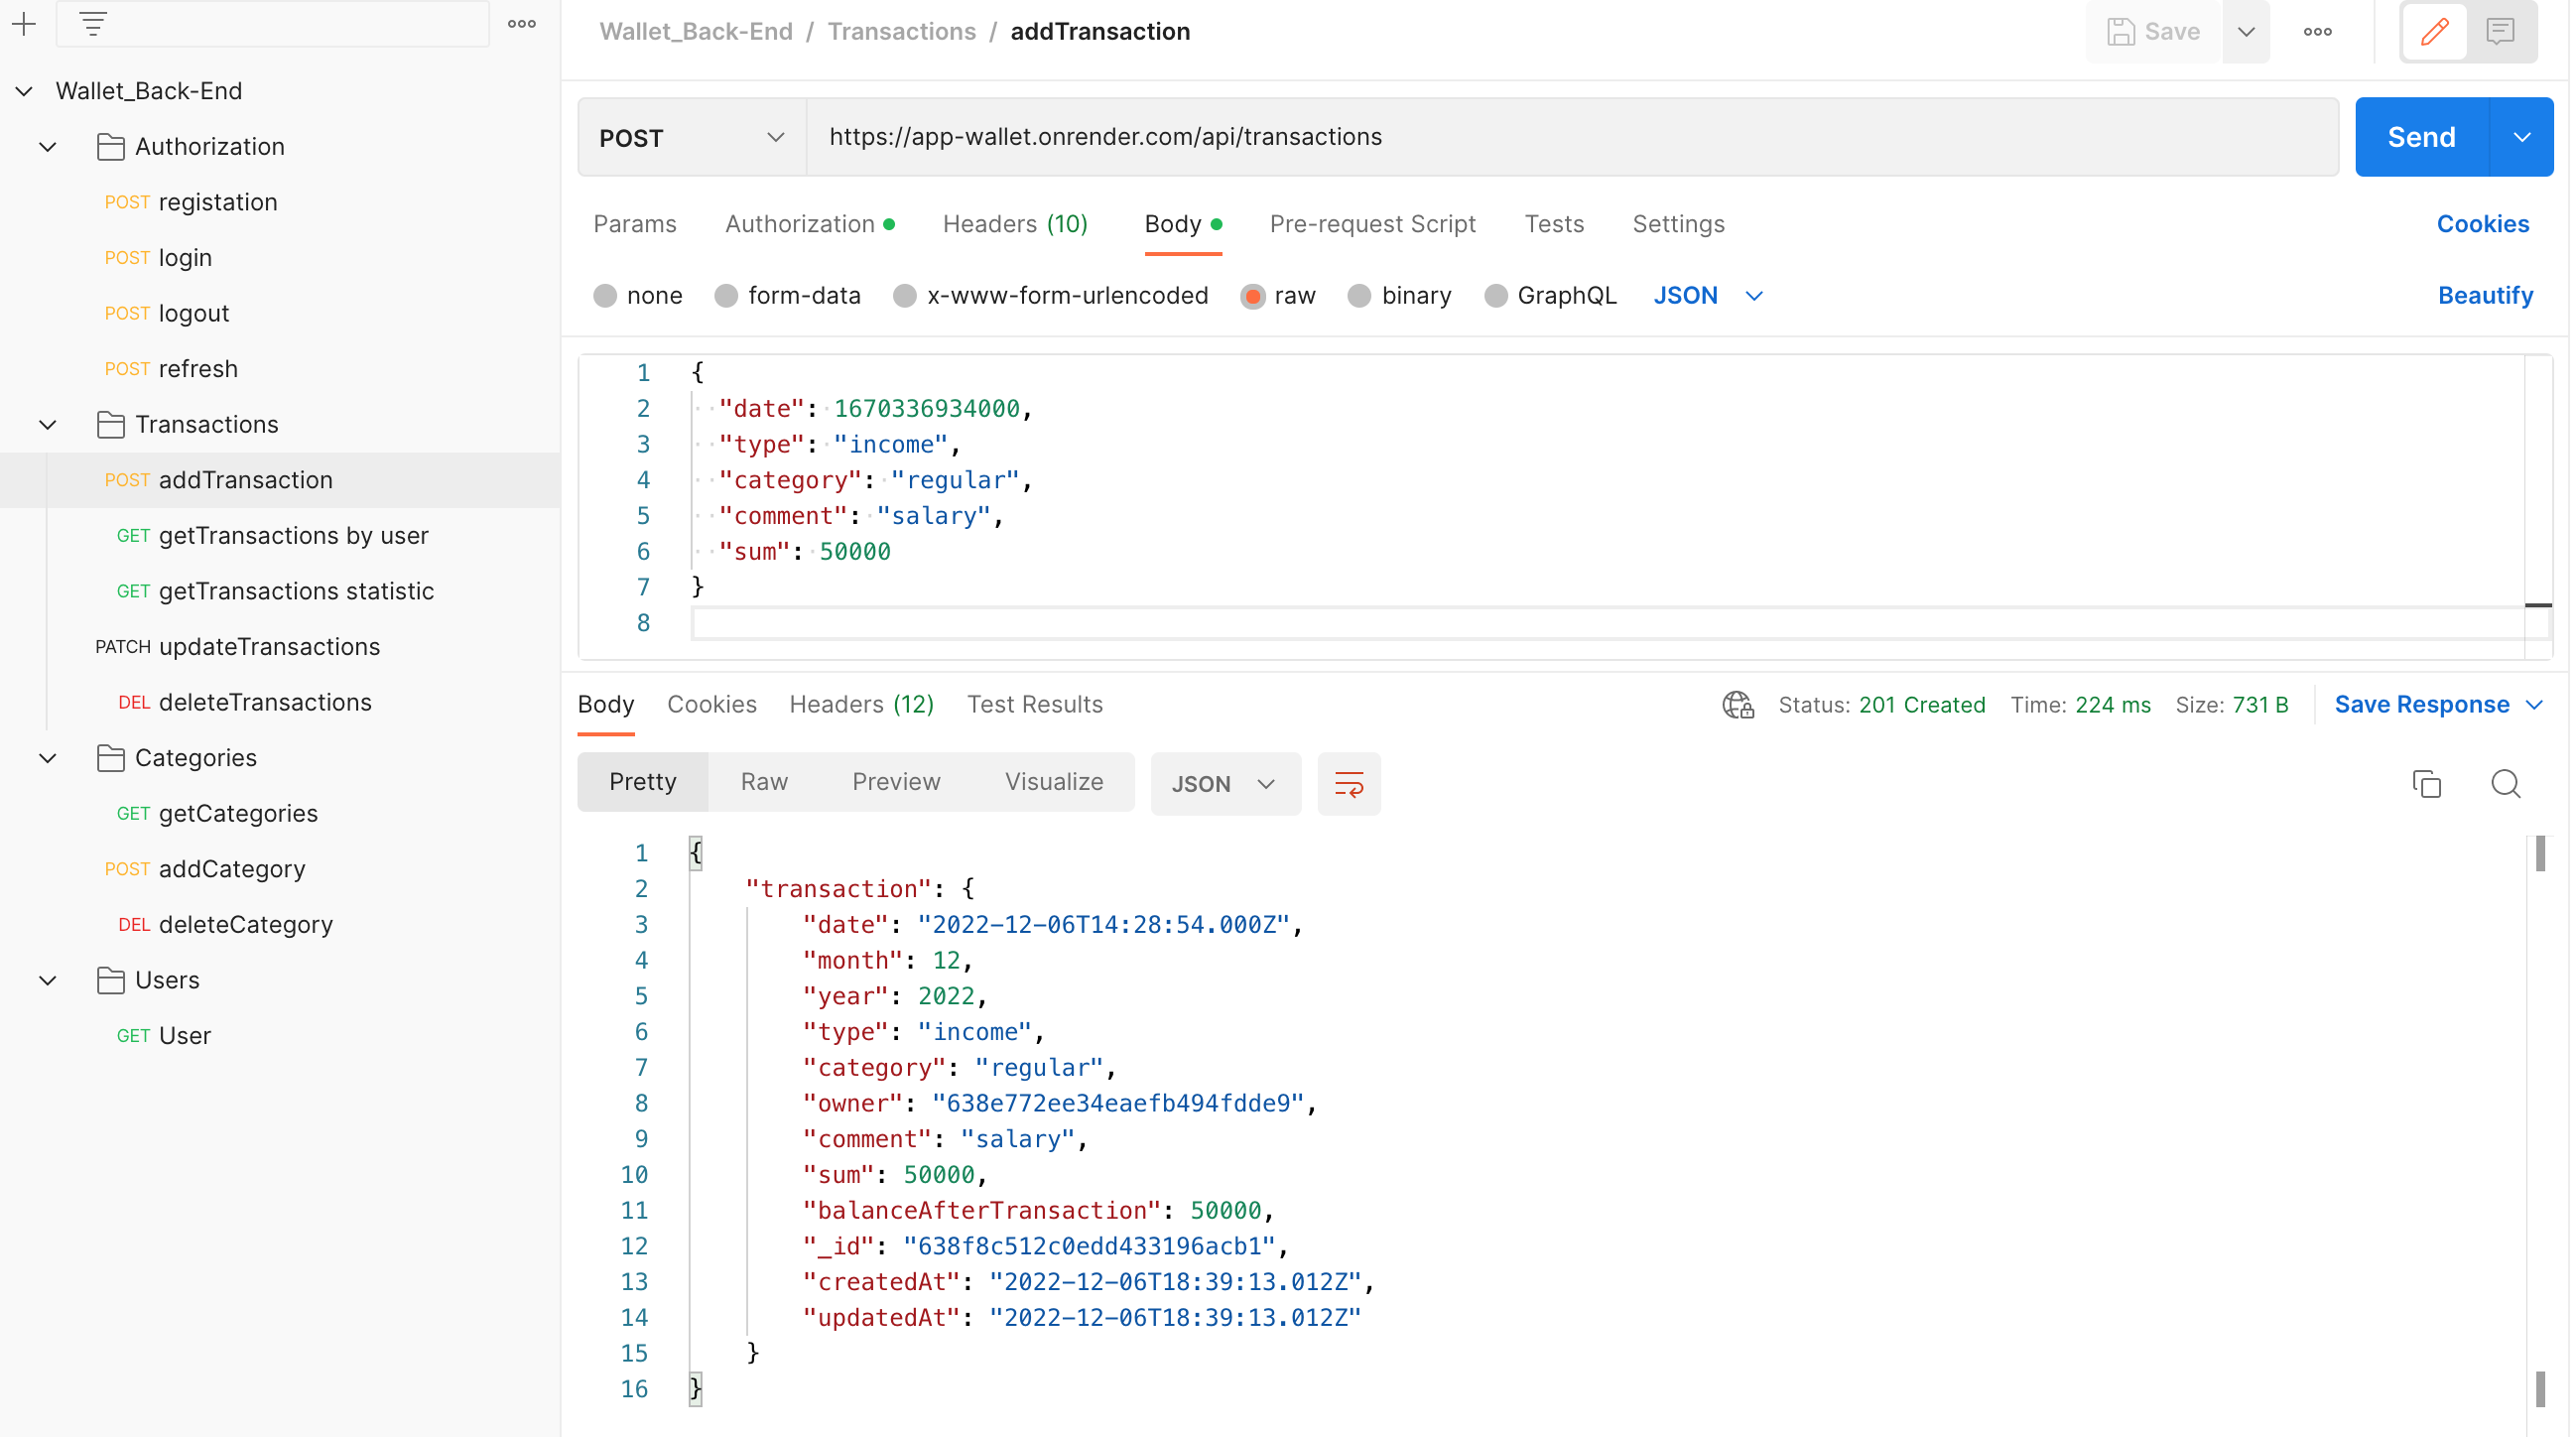 Wallet_Back-End
Authorization
POST registation
POST login
POST logout
POST refresh
Transactions
POST addTransaction
GET getTransactions by user
GET getTransactions statistic
PATCH updateTransactions
DEL deleteTransactions
Categories
GET getCategories
POST addCategory
DEL deleteCategory
Users
GET User
Wallet_Back-End / Transactions / addTransaction
Save
POST https://app-wallet.onrender.com/api/transactions
Send
Params Authorization Headers (10) Body Pre-request Script Tests Settings Cookies
none form-data x-www-form-urlencoded raw binary GraphQL JSON Beautify
1 {
2 "date": 1670336934000,
3 "type": "income",
4 "category": "regular",
5 "comment": "salary",
6 "sum": 50000
7 }
8
Body Cookies Headers (12) Test Results Status: 201 Created Time: 224 ms Size: 731 B Save Response
Pretty Raw Preview Visualize JSON
1 {
2 "transaction": {
3 "date": "2022-12-06T14:28:54.000Z",
4 "month": 12,
5 "year": 2022,
6 "type": "income",
7 "category": "regular",
8 "owner": "638e772ee34eaefb494fdde9",
9 "comment": "salary",
10 "sum": 50000,
11 "balanceAfterTransaction": 50000,
12 "_id": "638f8c512c0edd433196acb1",
13 "createdAt": "2022-12-06T18:39:13.012Z",
14 "updatedAt": "2022-12-06T18:39:13.012Z"
15 }
16 }